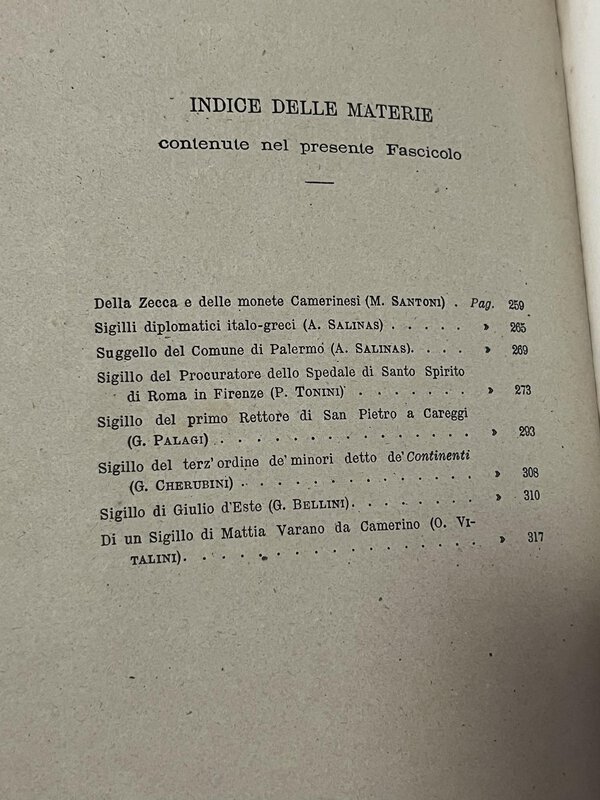 INDICE DELLE MATERIE
contenute nel presente Fascicolo
Della Zecca e delle monete Camerinesi (M. SANTONI) . Pag. 259
Sigilli diplomatici italo-greci (A. SALINAS) . . . . . » 265
Suggello del Comune di Palermo (A. SALINAS). . . . » 269
Sigillo del Procuratore dello Spedale di Santo Spirito
di Roma in Firenze (P. TONINI) . . . . . . . » 273
Sigillo del primo Rettore di San Pietro a Careggi
(G. PALAGI) . . . . . . . . . . . . . . » 293
Sigillo del terz'ordine de'minori detto de'Continenti
(G. CHERUBINI) . . . . . . . . . . . . . » 308
Sigillo di Giulio d'Este (G. BELLINI). . . . . . . . » 310
Di un Sigillo di Mattia Varano da Camerino (O. VI-
TALINI). . . . . . . . . . . . . . . . » 317